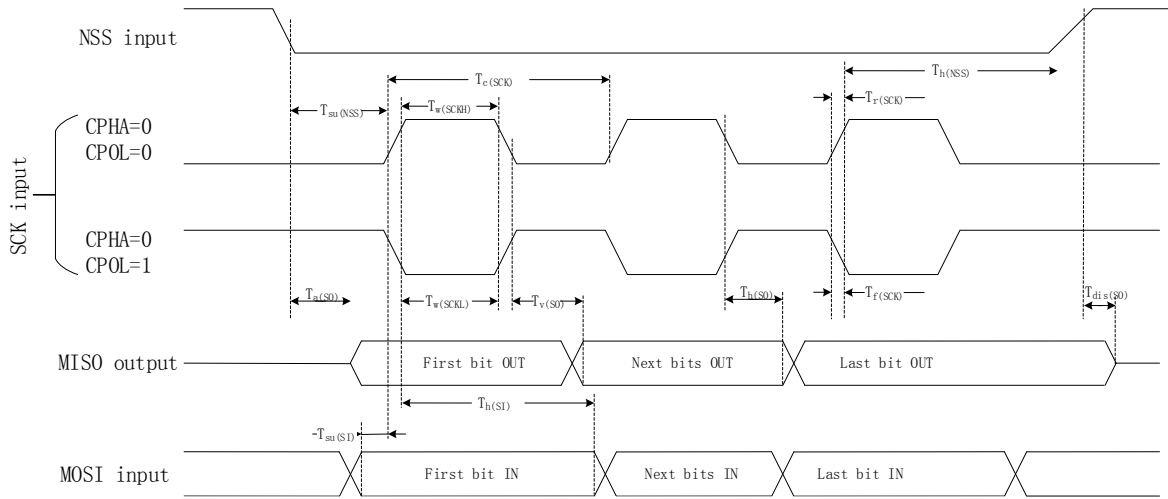 NSS input
Tc(SCK)
Th(NSS)
Tsu(NSS)
Tw(SCKH)
Tr(SCK)
SCK input
CPHA=0
CPOL=0
CPHA=0
CPOL=1
Ta(SO)
Tw(SCKL)
Tv(SO)
Th(SO)
Tf(SCK)
Tdis(SO)
MISO output
First bit OUT
Next bits OUT
Last bit OUT
Th(SI)
Tsu(SI)
MOSI input
First bit IN
Next bits IN
Last bit IN